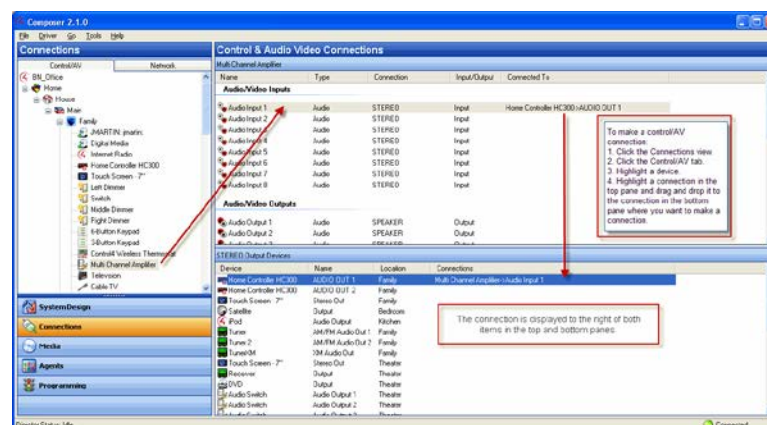 Composer 2.1.0
File Driver Go Tools Help
Connections
Control/AV Network
BN_Office
Home
House
Main
Family
JMARTIN: jmartin:
Digital Media
Internet Radio
Home Controller HC300
Touch Screen - 7"
Left Dimmer
Switch
Middle Dimmer
Right Dimmer
6-Button Keypad
3-Button Keypad
Control4 Wireless Thermostat
Multi Channel Amplifier
Television
Cable TV
System Design
Connections
Media
Agents
Programming
Control & Audio Video Connections
Multi Channel Amplifier
Name Type Connection Input/Output Connected To
Audio/Video Inputs
Audio Input 1 Audio STEREO Input Home Controller HC300->AUDIO OUT 1
Audio Input 2 Audio STEREO Input
Audio Input 3 Audio STEREO Input
Audio Input 4 Audio STEREO Input
Audio Input 5 Audio STEREO Input
Audio Input 6 Audio STEREO Input
Audio Input 7 Audio STEREO Input
Audio Input 8 Audio STEREO Input
Audio/Video Outputs
Audio Output 1 Audio SPEAKER Output
Audio Output 2 Audio SPEAKER Output
To make a control/AV
connection:
1. Click the Connections view
2. Click the Control/AV tab.
3. Highlight a device.
4. Highlight a connection in the
top pane and drag and drop it to
the connection in the bottom
pane where you want to make a
connection.
STEREO Output Devices
Device Name Location Connections
Home Controller HC300 AUDIO OUT 1 Family Multi Channel Amplifier->Audio Input 1
Home Controller HC300 AUDIO OUT 2 Family
Touch Screen - 7" Stereo Out Family
Satellite Output Bedroom
iPod Audio Output Kitchen
Tuner AM/FM Audio Out 1 Family
Tuner 2 AM/FM Audio Out 2 Family
TunerXM XM Audio Out Family
Touch Screen - 7" Stereo Out Theater
Receiver Output Theater
DVD Output Theater
Audio Switch Audio Output 1 Theater
Audio Switch Audio Output 2 Theater
The connection is displayed to the right of both
items in the top and bottom panes.
Director Status: Idle
Connected